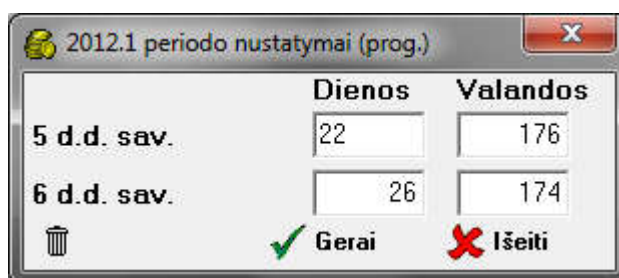 2012.1 periodo nustatymai (prog.)
Dienos Valandos
5 d.d. sav. 22 176
6 d.d. sav. 26 174
Gerai Išeiti